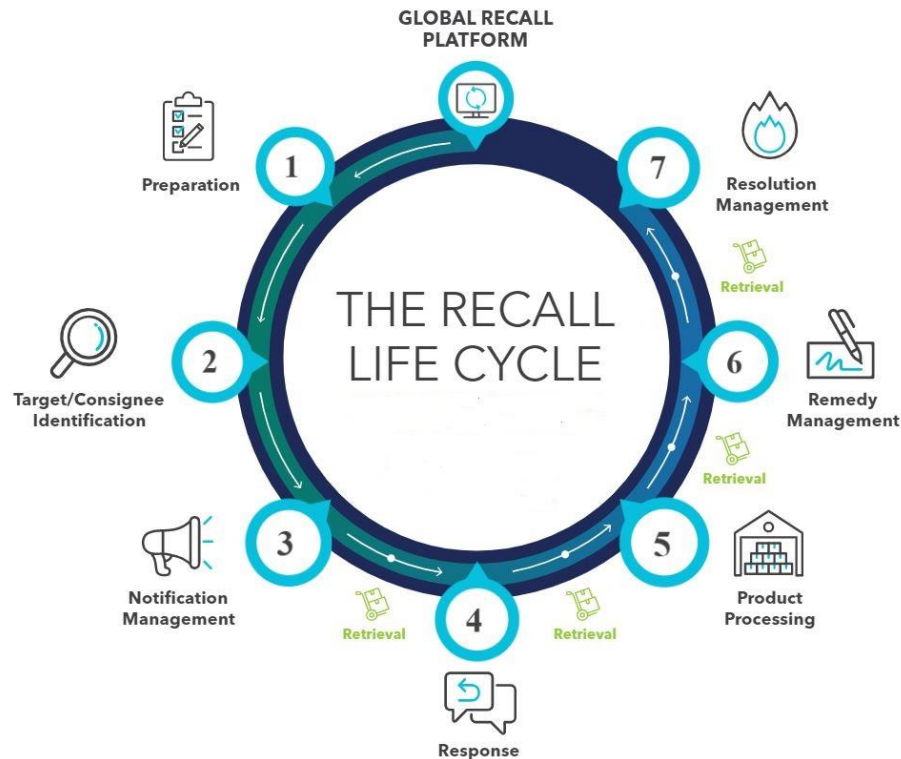 GLOBAL RECALL
PLATFORM
1
Preparation
2
Target/Consignee
Identification
3
Notification
Management
Retrieval
4
Response
Retrieval
5
Product
Processing
Retrieval
6
Remedy
Management
Retrieval
7
Resolution
Management
THE RECALL
LIFE CYCLE